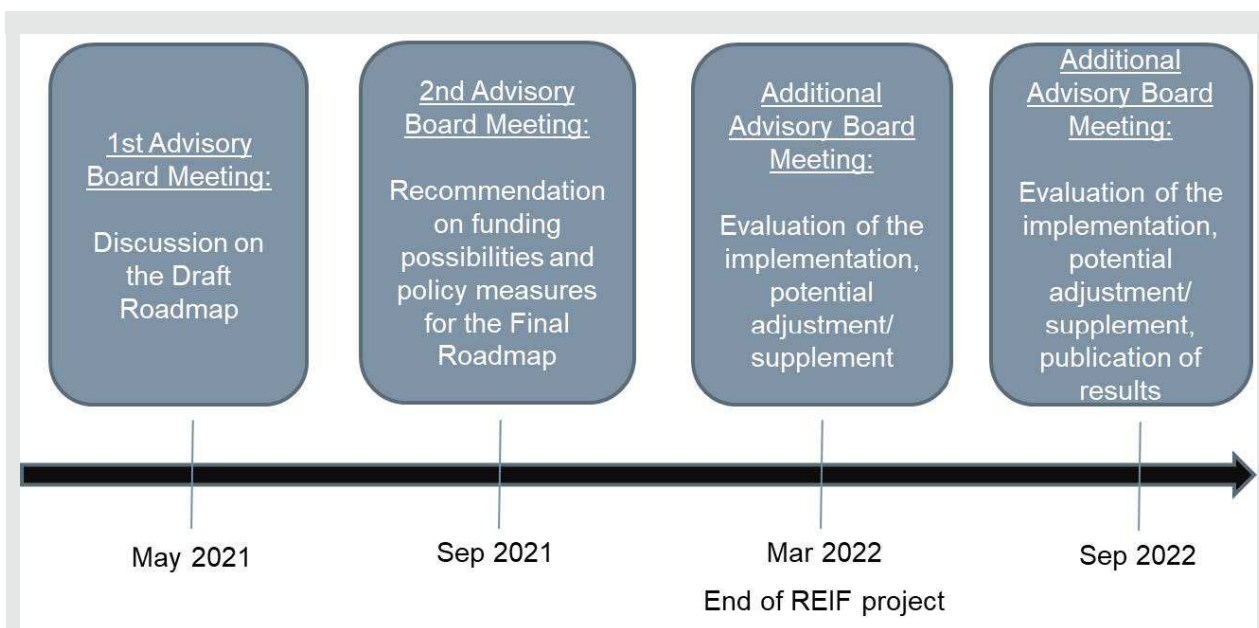 1st Advisory
Board Meeting:
Discussion on
the Draft
Roadmap
2nd Advisory
Board Meeting:
Recommendation
on funding
possibilities and
policy measures
for the Final
Roadmap
Additional
Advisory Board
Meeting:
Evaluation of the
implementation,
potential
adjustment/
supplement
Additional
Advisory Board
Meeting:
Evaluation of the
implementation,
potential
adjustment/
supplement,
publication of
results
May 2021
Sep 2021
Mar 2022
End of REIF project
Sep 2022